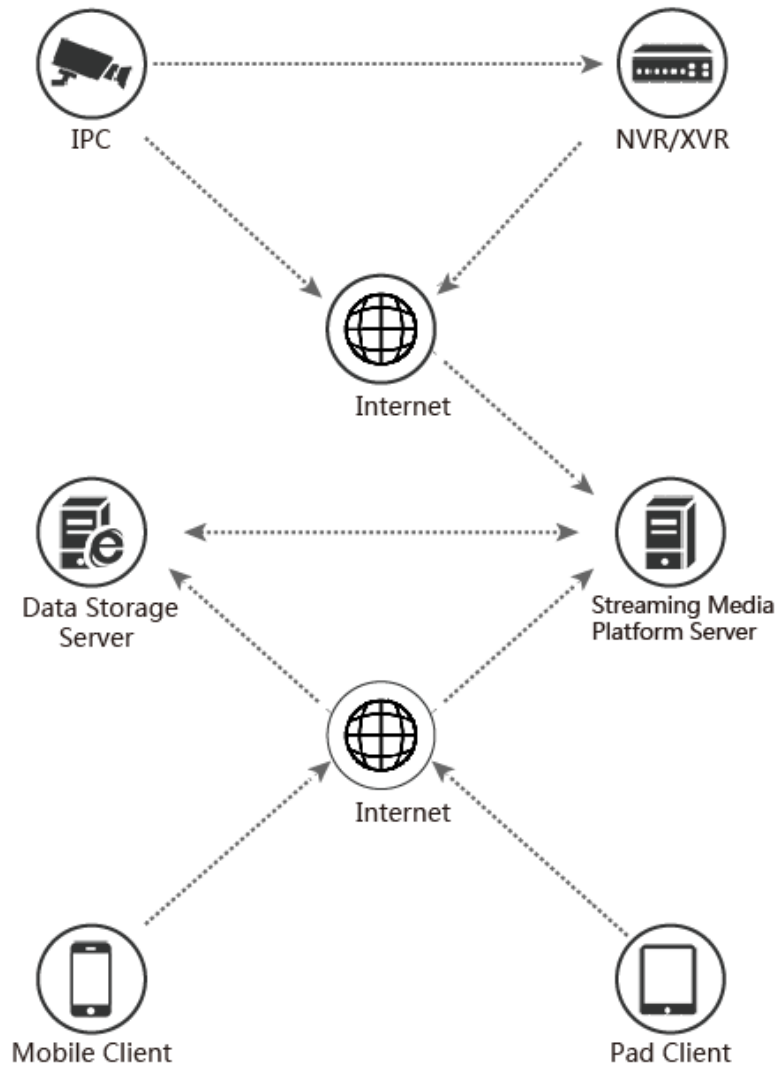 IPC
NVR/XVR
Internet
Data Storage
Server
Streaming Media
Platform Server
Internet
Mobile Client
Pad Client